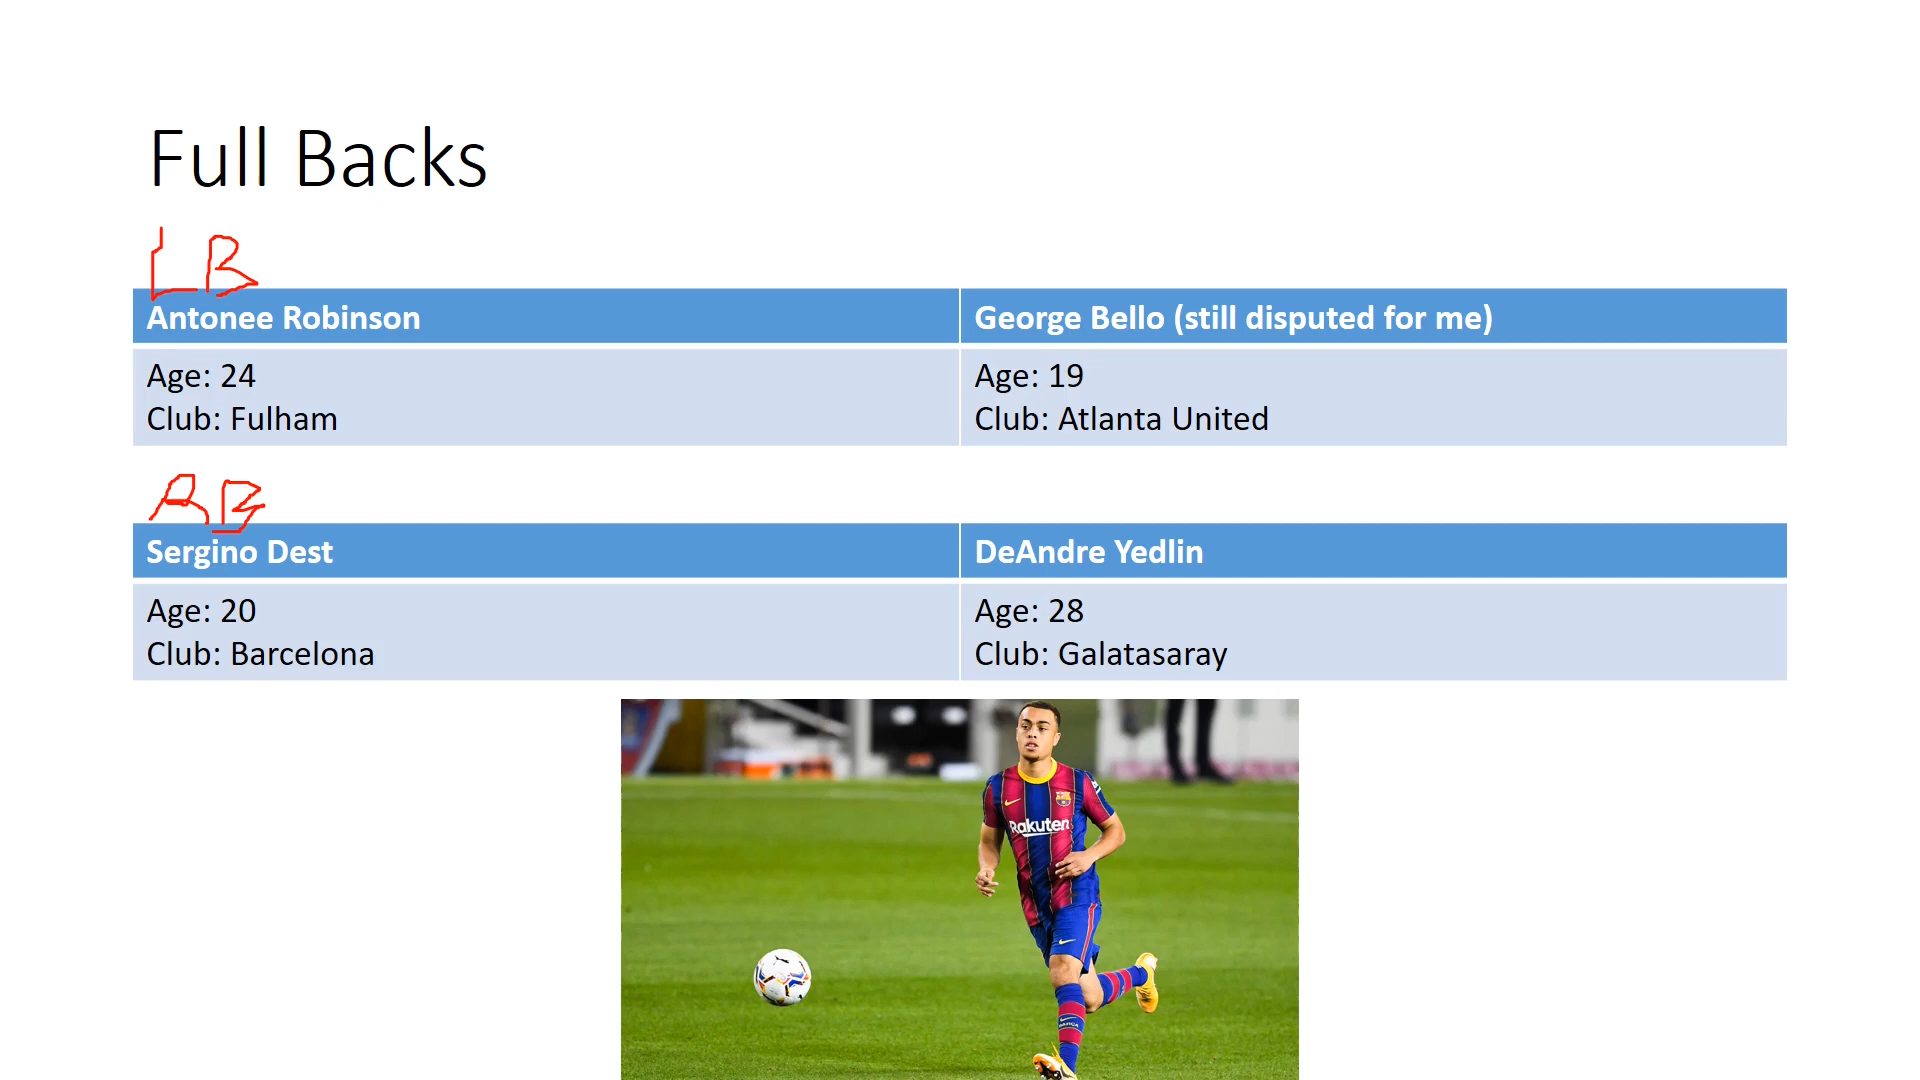 Full Backs
LB
Antonee Robinson
George Bello (still disputed for me)
Age: 24
Club: Fulham
Age: 19
Club: Atlanta United
RB
Sergino Dest
DeAndre Yedlin
Age: 20
Club: Barcelona
Age: 28
Club: Galatasaray
Rakuten